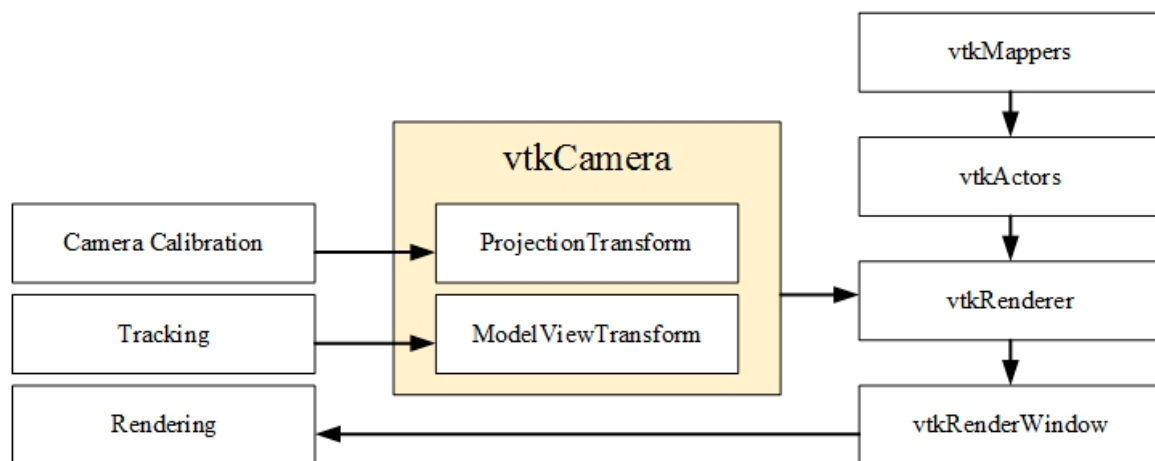 vtkMappers
vtkCamera
vtkActors
Camera Calibration
ProjectionTransform
vtkRenderer
Tracking
ModelViewTransform
Rendering
vtkRenderWindow